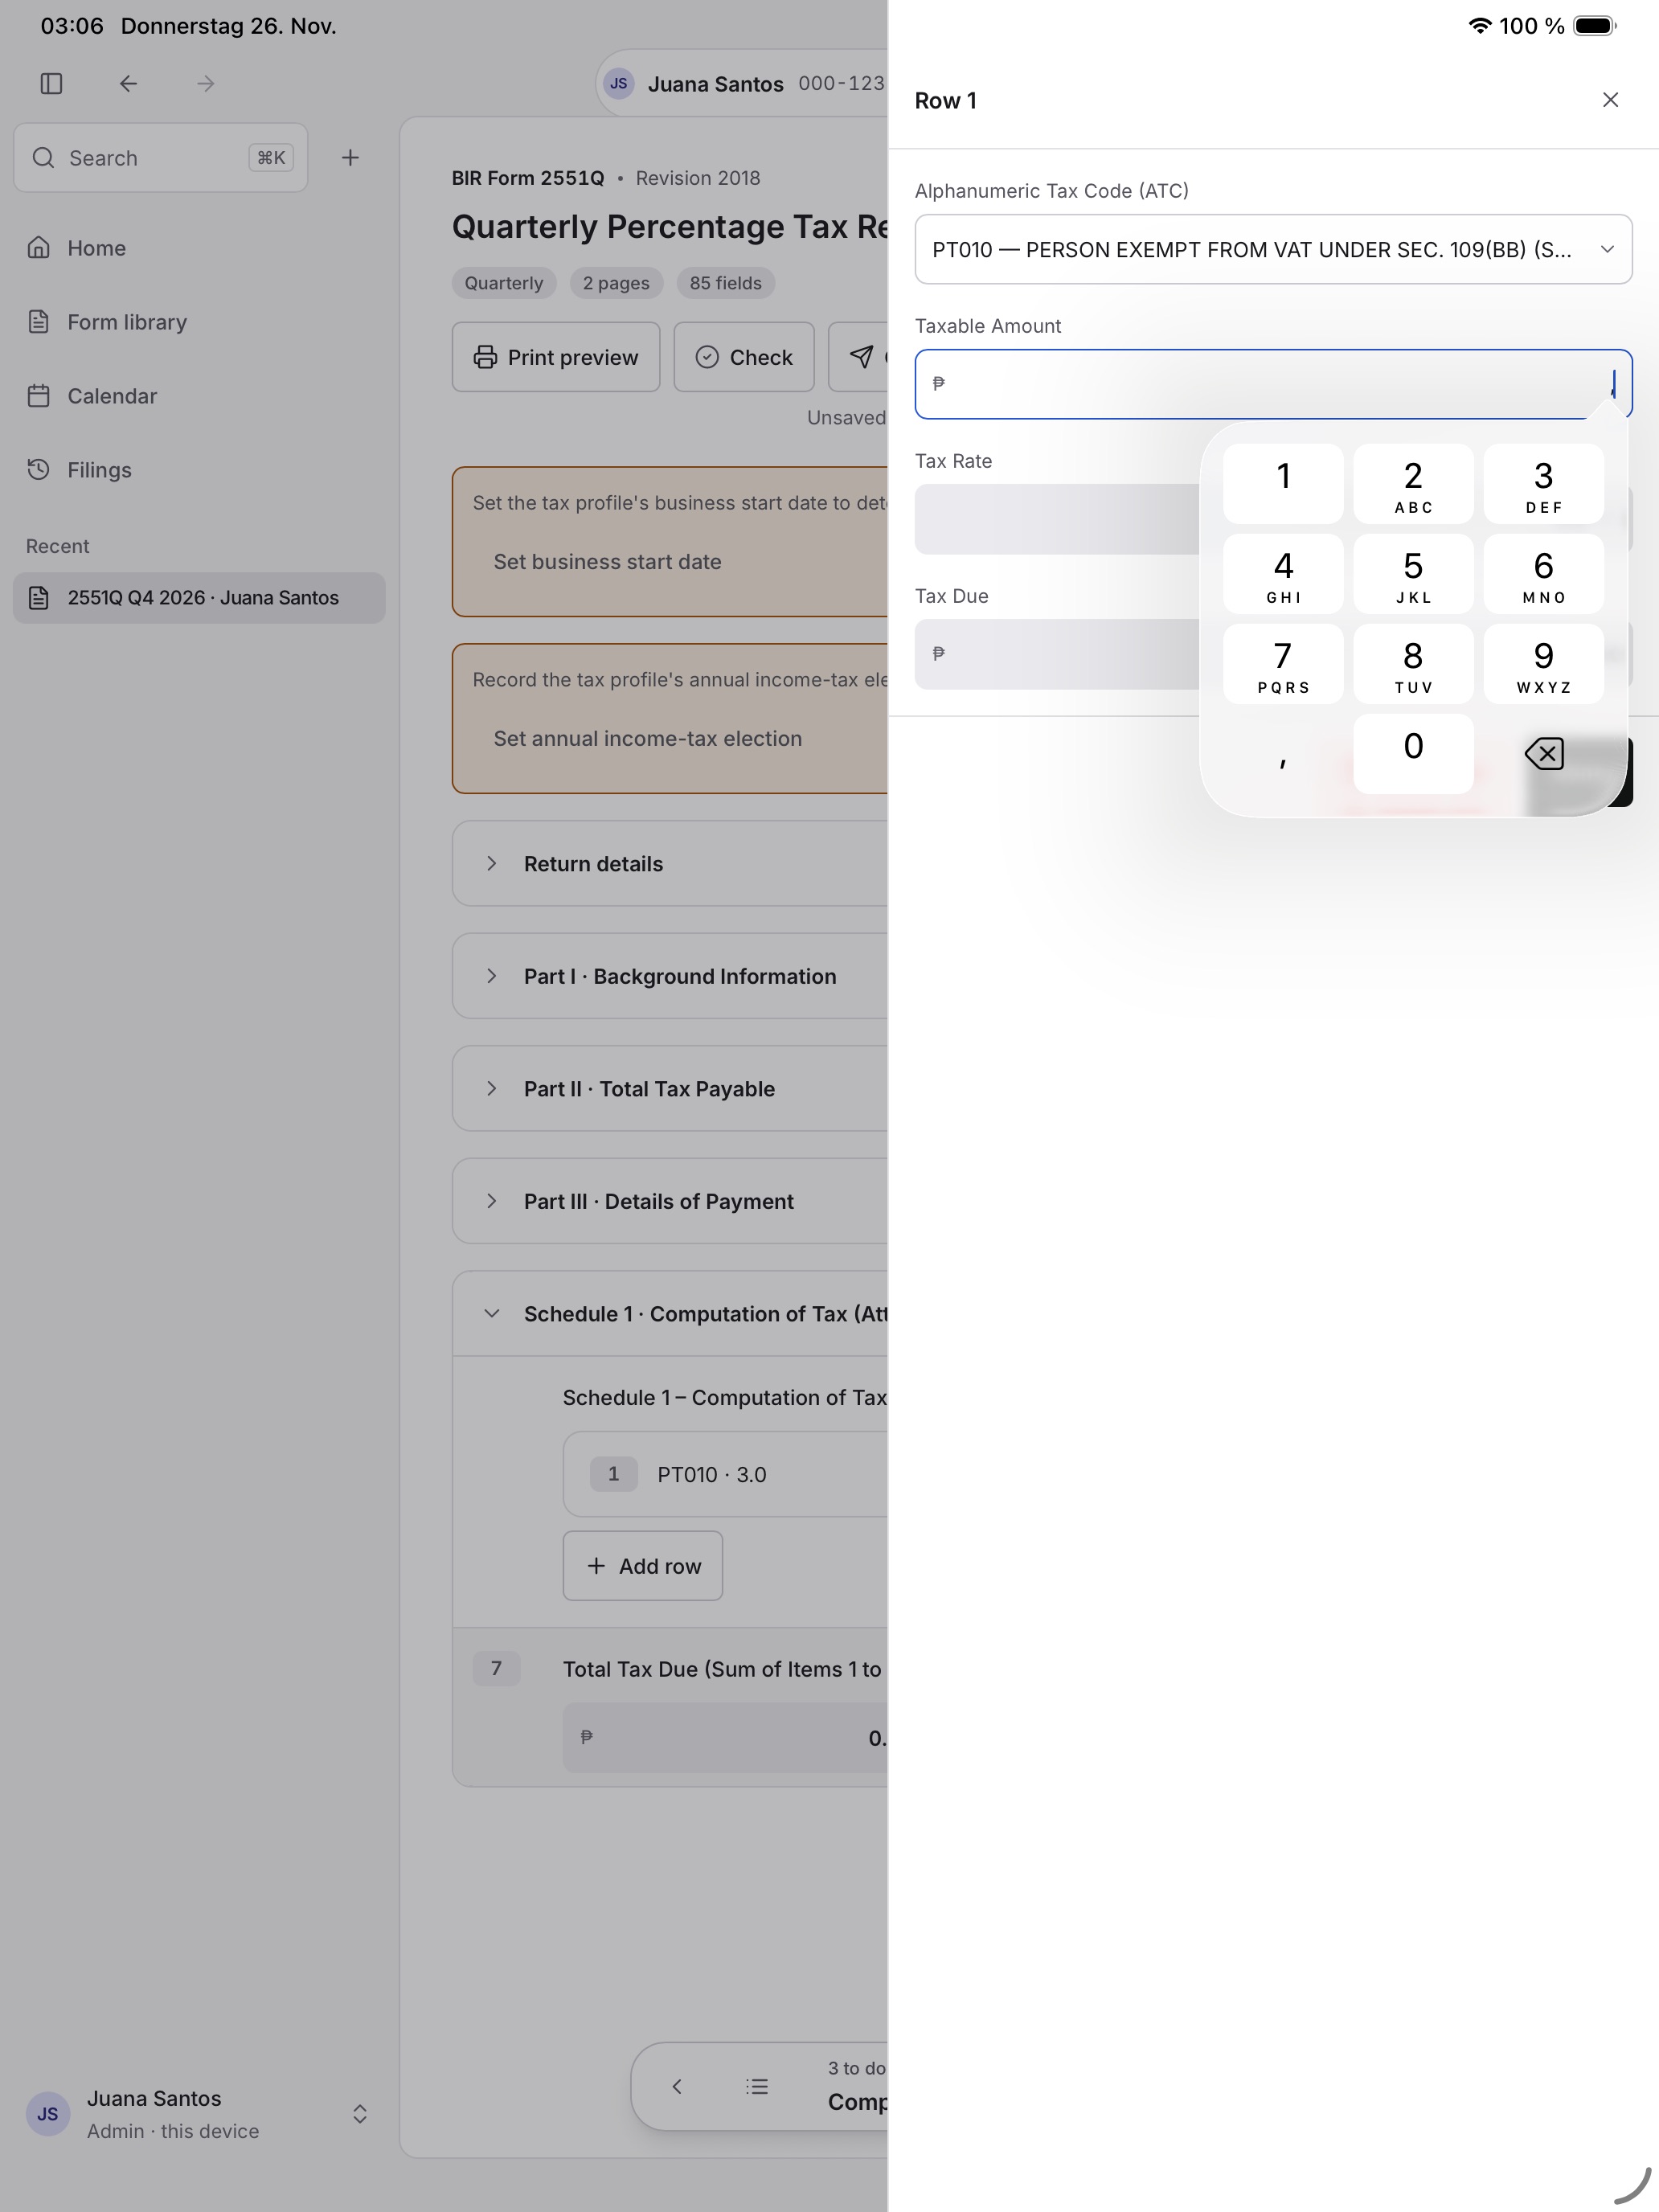 03:06 Donnerstag 26. Nov.
100 %
JS Juana Santos 000-123
Search ⌘K
Home
Form library
Calendar
Filings
Recent
2551Q Q4 2026 · Juana Santos
JS Juana Santos
Admin · this device
BIR Form 2551Q • Revision 2018
Quarterly Percentage Tax Re
Quarterly 2 pages 85 fields
Print preview Check
Unsaved
Set the tax profile's business start date to det
Set business start date
Record the tax profile's annual income-tax ele
Set annual income-tax election
Return details
Part I · Background Information
Part II · Total Tax Payable
Part III · Details of Payment
Schedule 1 · Computation of Tax (Att
Schedule 1 – Computation of Tax
1 PT010 · 3.0
Add row
7 Total Tax Due (Sum of Items 1 to
₱ 0.
3 to do
Comp
Row 1
Alphanumeric Tax Code (ATC)
PT010 — PERSON EXEMPT FROM VAT UNDER SEC. 109(BB) (S...
Taxable Amount
₱ ,
Tax Rate
Tax Due
₱
1 2 ABC 3 DEF
4 GHI 5 JKL 6 MNO
7 PQRS 8 TUV 9 WXYZ
, 0